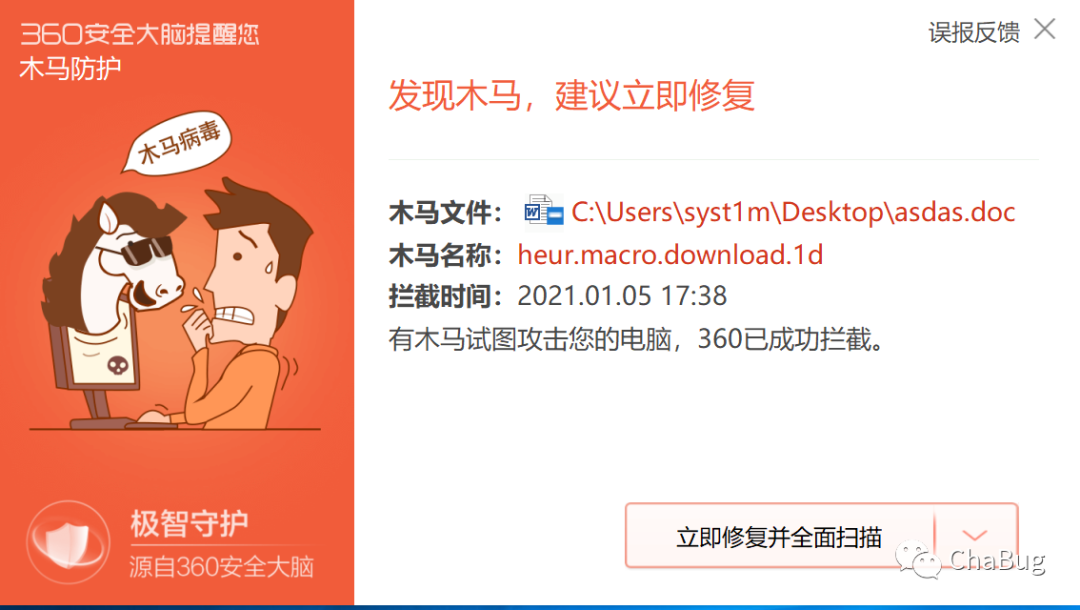 360安全大脑提醒您
木马防护
木马病毒
极智守护
源自360安全大脑
误报反馈
发现木马，建议立即修复
木马文件：C:\Users\syst1m\Desktop\asdas.doc
木马名称：heur.macro.download.1d
拦截时间：2021.01.05 17:38
有木马试图攻击您的电脑，360已成功拦截。
立即修复并全面扫描
ChaBug